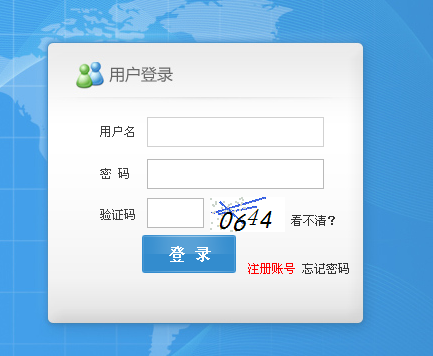 用户登录
用户名
密 码
验证码 0644 看不清?
登 录
注册账号 忘记密码